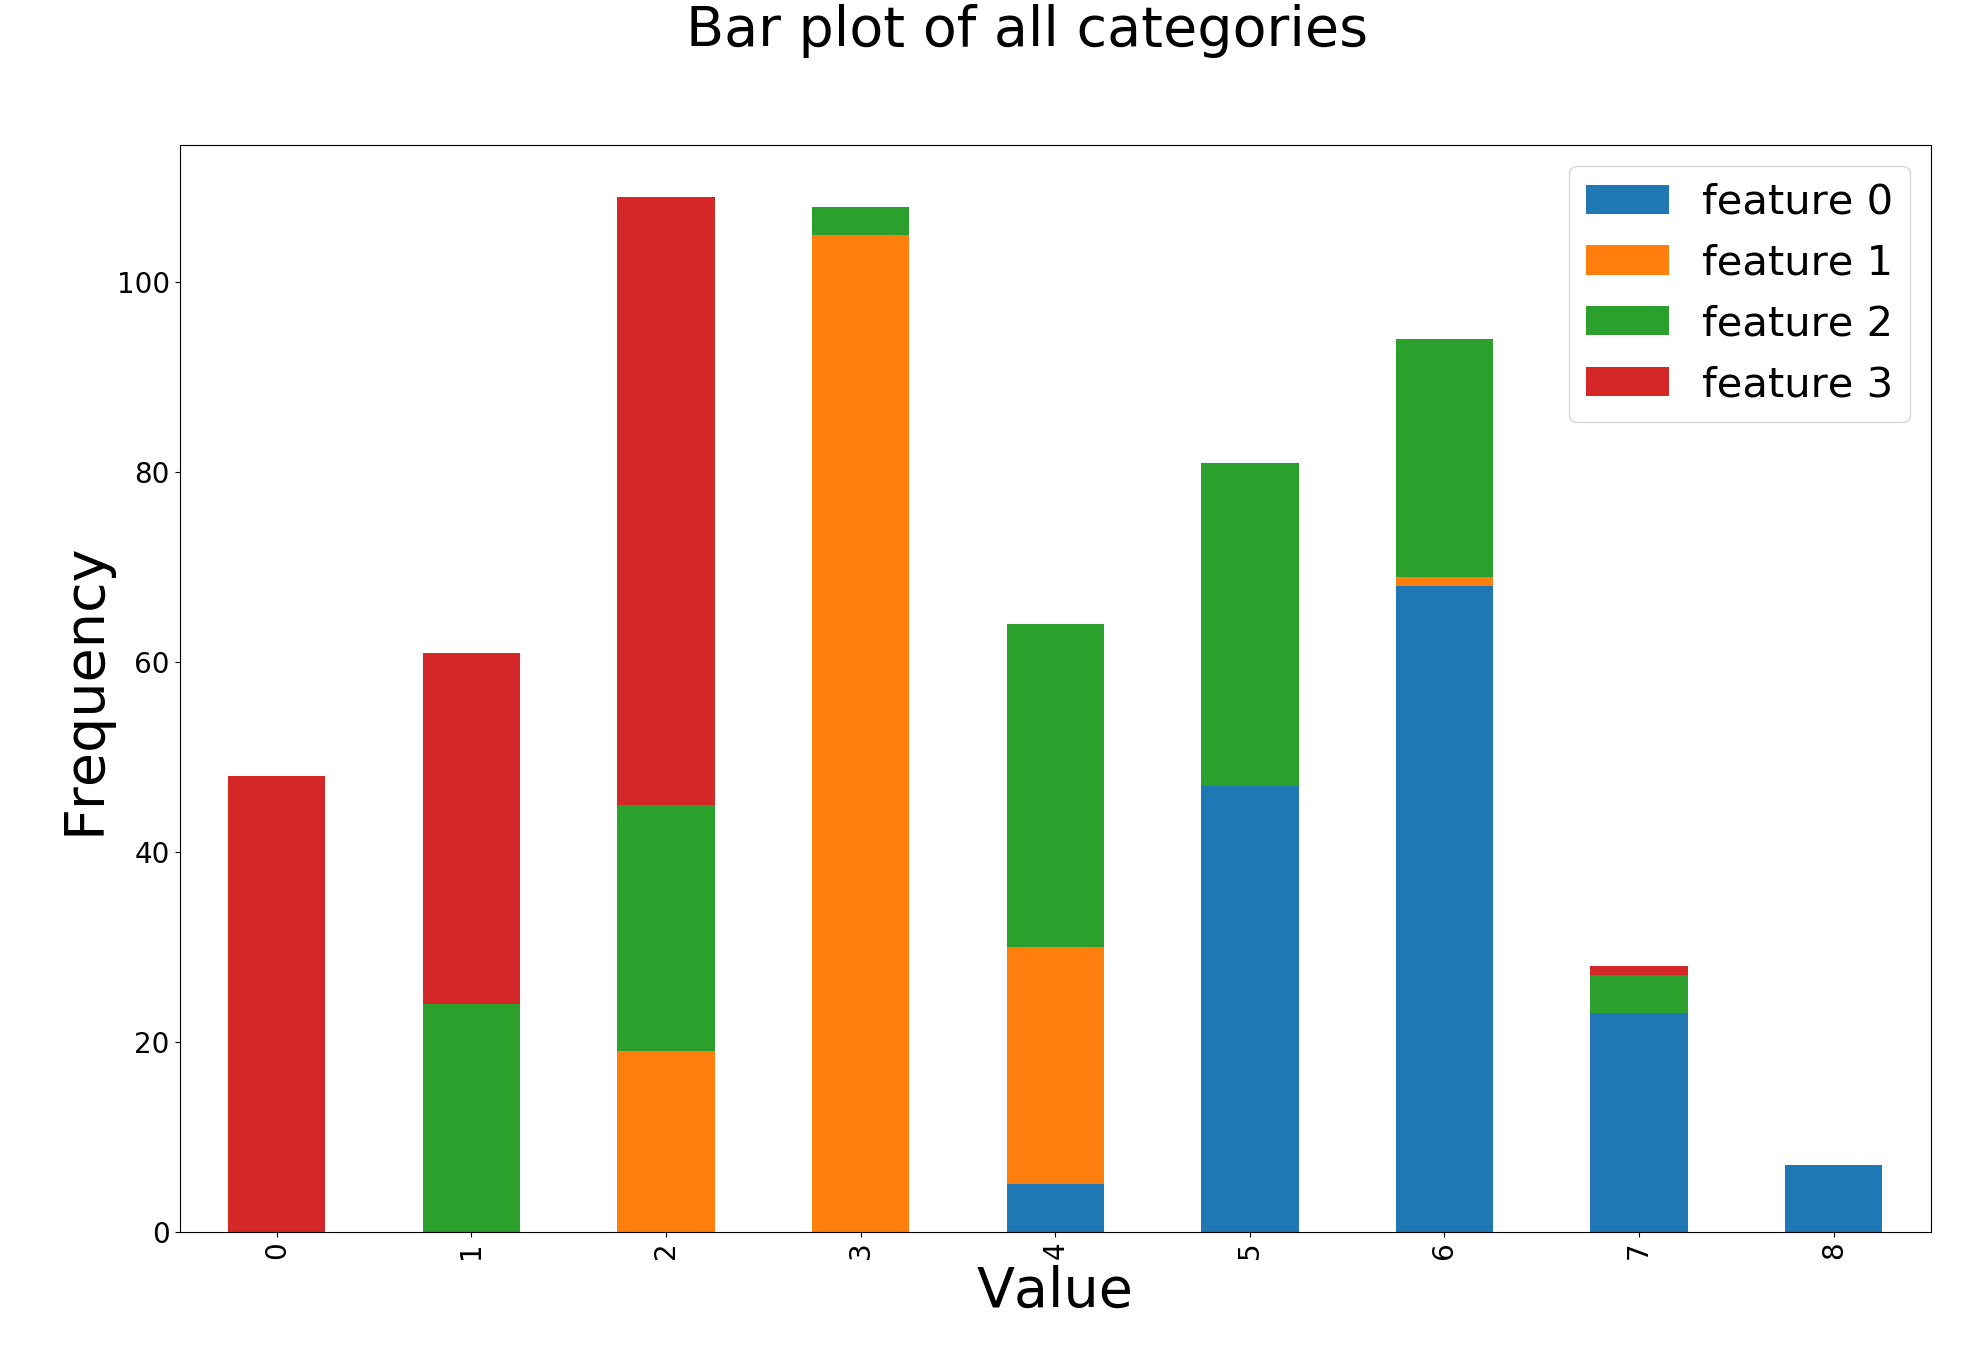 Bar plot of all categories
feature 0
feature 1
feature 2
feature 3
100
80
60
40
20
0
Frequency
0 1 2 3 4 5 6 7 8
Value